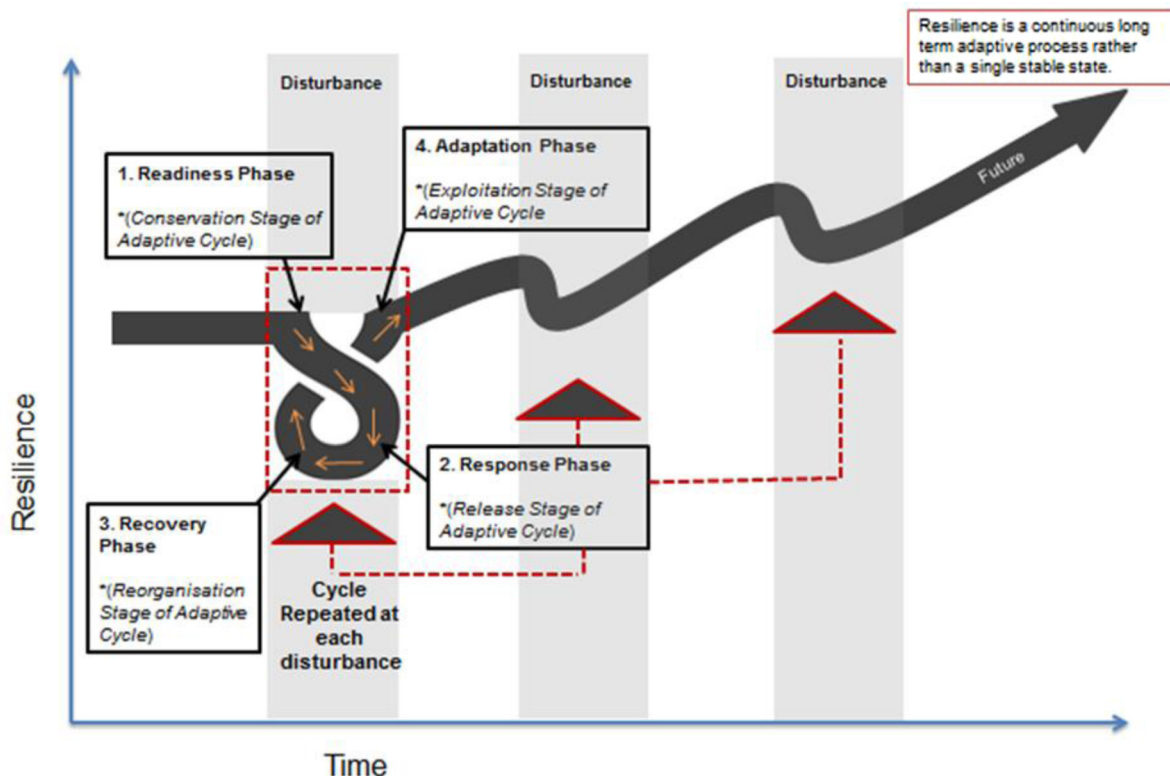 Resilience is a continuous long
term adaptive process rather
than a single stable state.
Disturbance
Disturbance
Disturbance
1. Readiness Phase
*(Conservation Stage of
Adaptive Cycle)
4. Adaptation Phase
*(Exploitation Stage of
Adaptive Cycle
Future
2. Response Phase
*(Release Stage of
Adaptive Cycle)
3. Recovery
Phase
*(Reorganisation
Stage of Adaptive
Cycle)
Cycle
Repeated at
each
disturbance
Resilience
Time